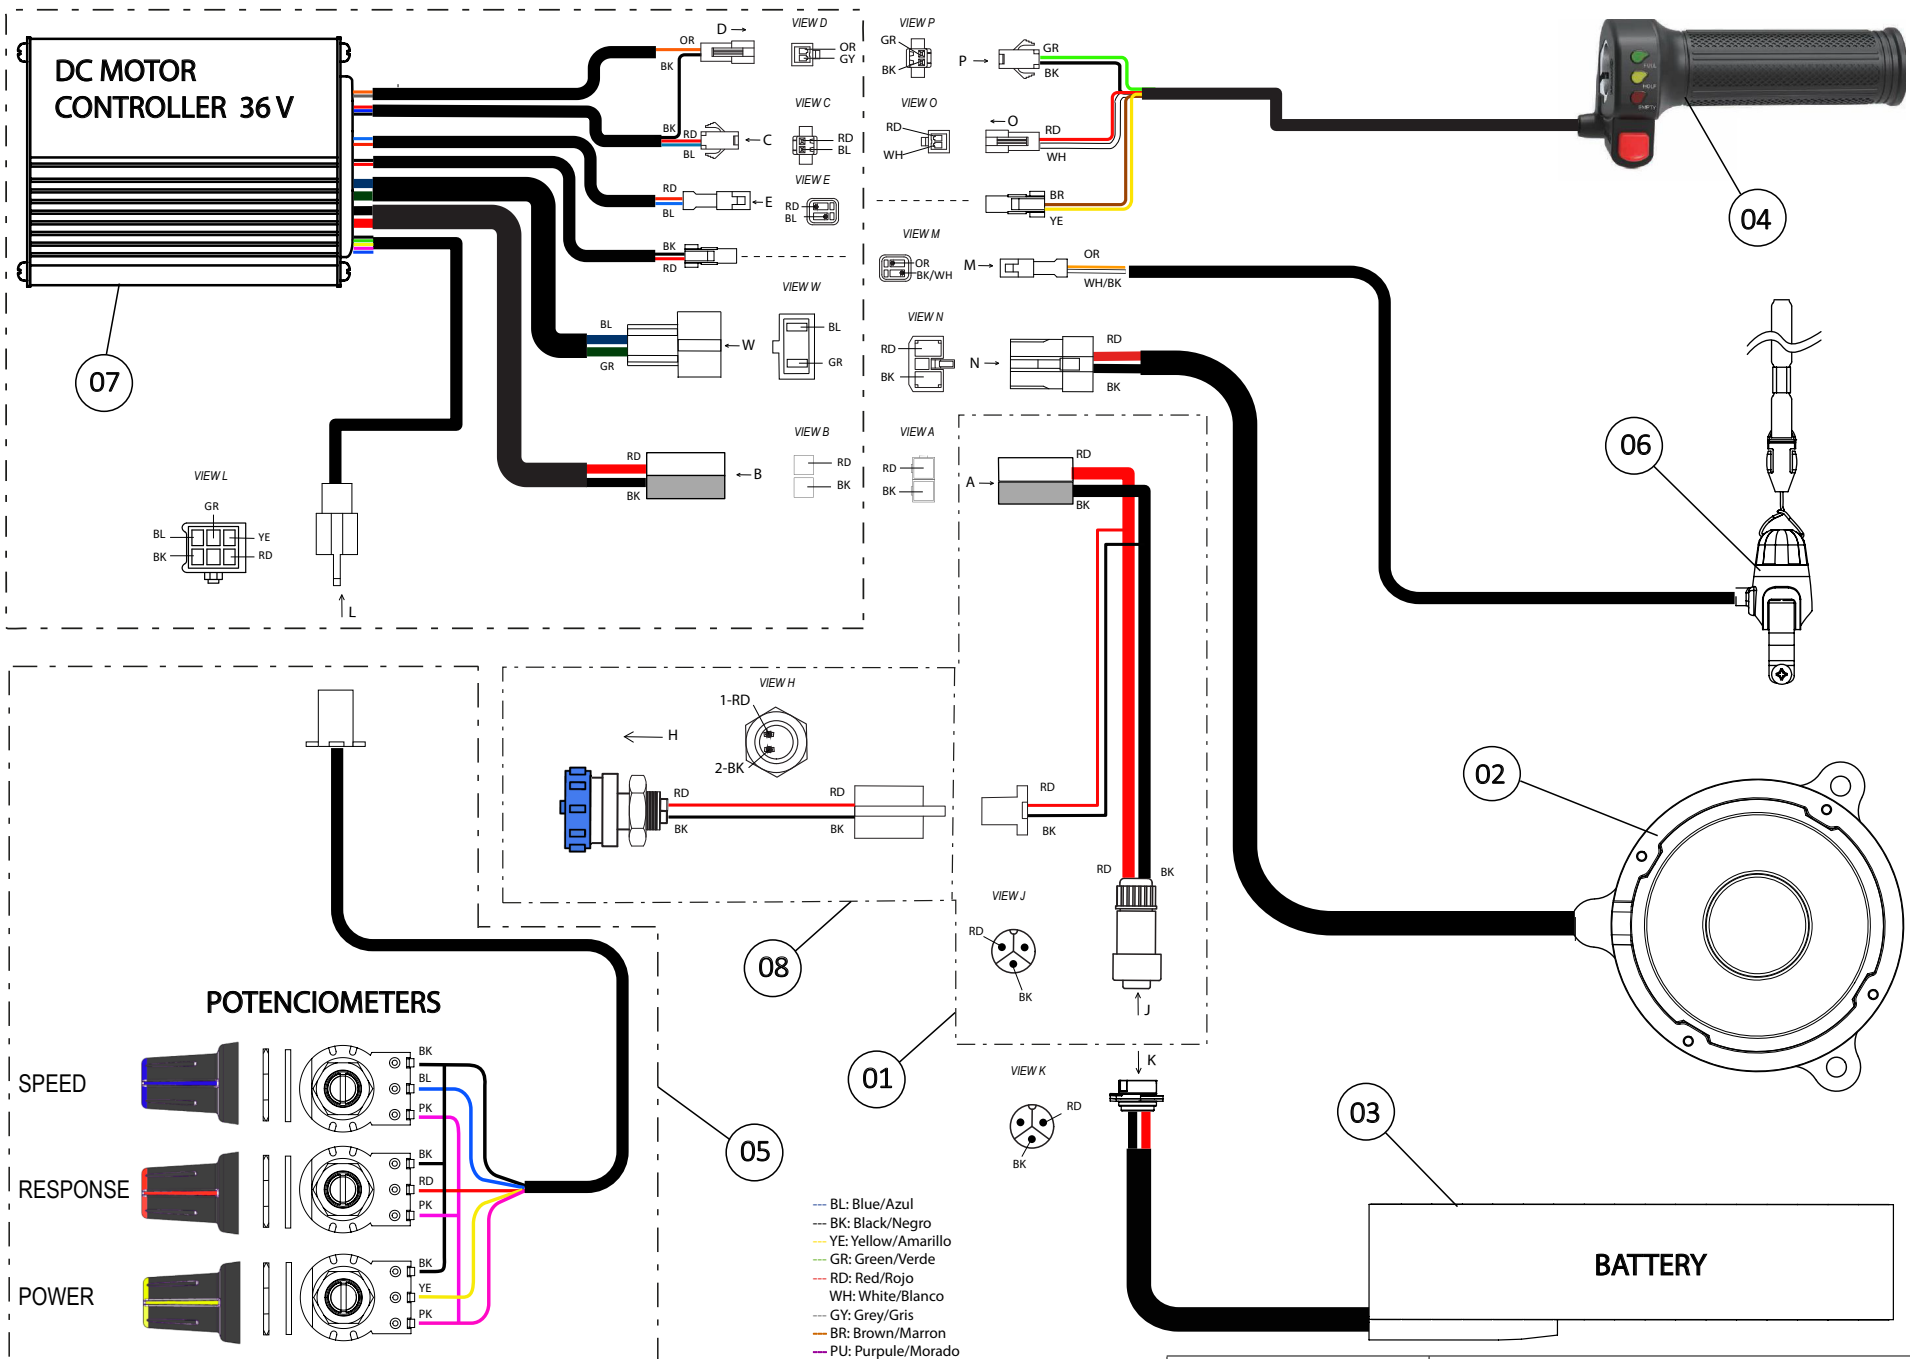 DC MOTOR
CONTROLLER 36 V
07
OR
BK
D
VIEW D
OR
GY
BK
RD
BL
C
VIEW C
RD
BL
RD
BL
E
VIEW E
RD
BL
BK
RD
BL
GR
W
VIEW W
BL
GR
RD
BK
B
VIEW B
RD
BK
VIEW L
GR
BL
YE
BK
RD
L
VIEW P
GR
BK
P
GR
BK
VIEW O
RD
WH
O
RD
WH
BR
YE
FULL
HALF
EMPTY
04
VIEW M
OR
BK/WH
M
OR
WH/BK
06
VIEW N
RD
BK
N
RD
BK
02
VIEW A
RD
BK
A
RD
BK
RD
BK
RD
BK
VIEW J
RD
BK
J
01
VIEW H
1-RD
2-BK
H
RD
BK
RD
BK
08
VIEW K
RD
BK
K
03
BATTERY
POTENCIOMETERS
SPEED
BK
BL
PK
RESPONSE
BK
RD
PK
POWER
BK
YE
PK
05
BL: Blue/Azul
BK: Black/Negro
YE: Yellow/Amarillo
GR: Green/Verde
RD: Red/Rojo
WH: White/Blanco
GY: Grey/Gris
BR: Brown/Marron
PU: Purpule/Morado